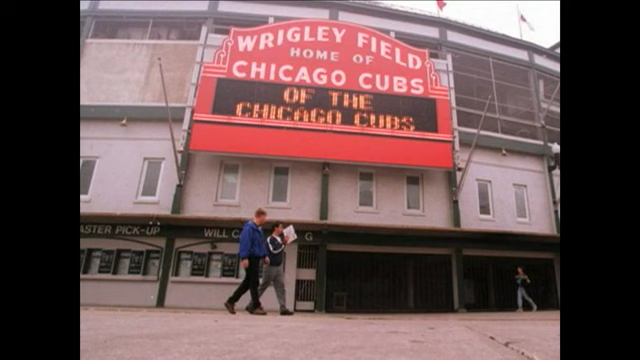 WRIGLEY FIELD
HOME OF
CHICAGO CUBS
OF THE
CHICAGO CUBS
ASTER PICK-UP
WILL
G